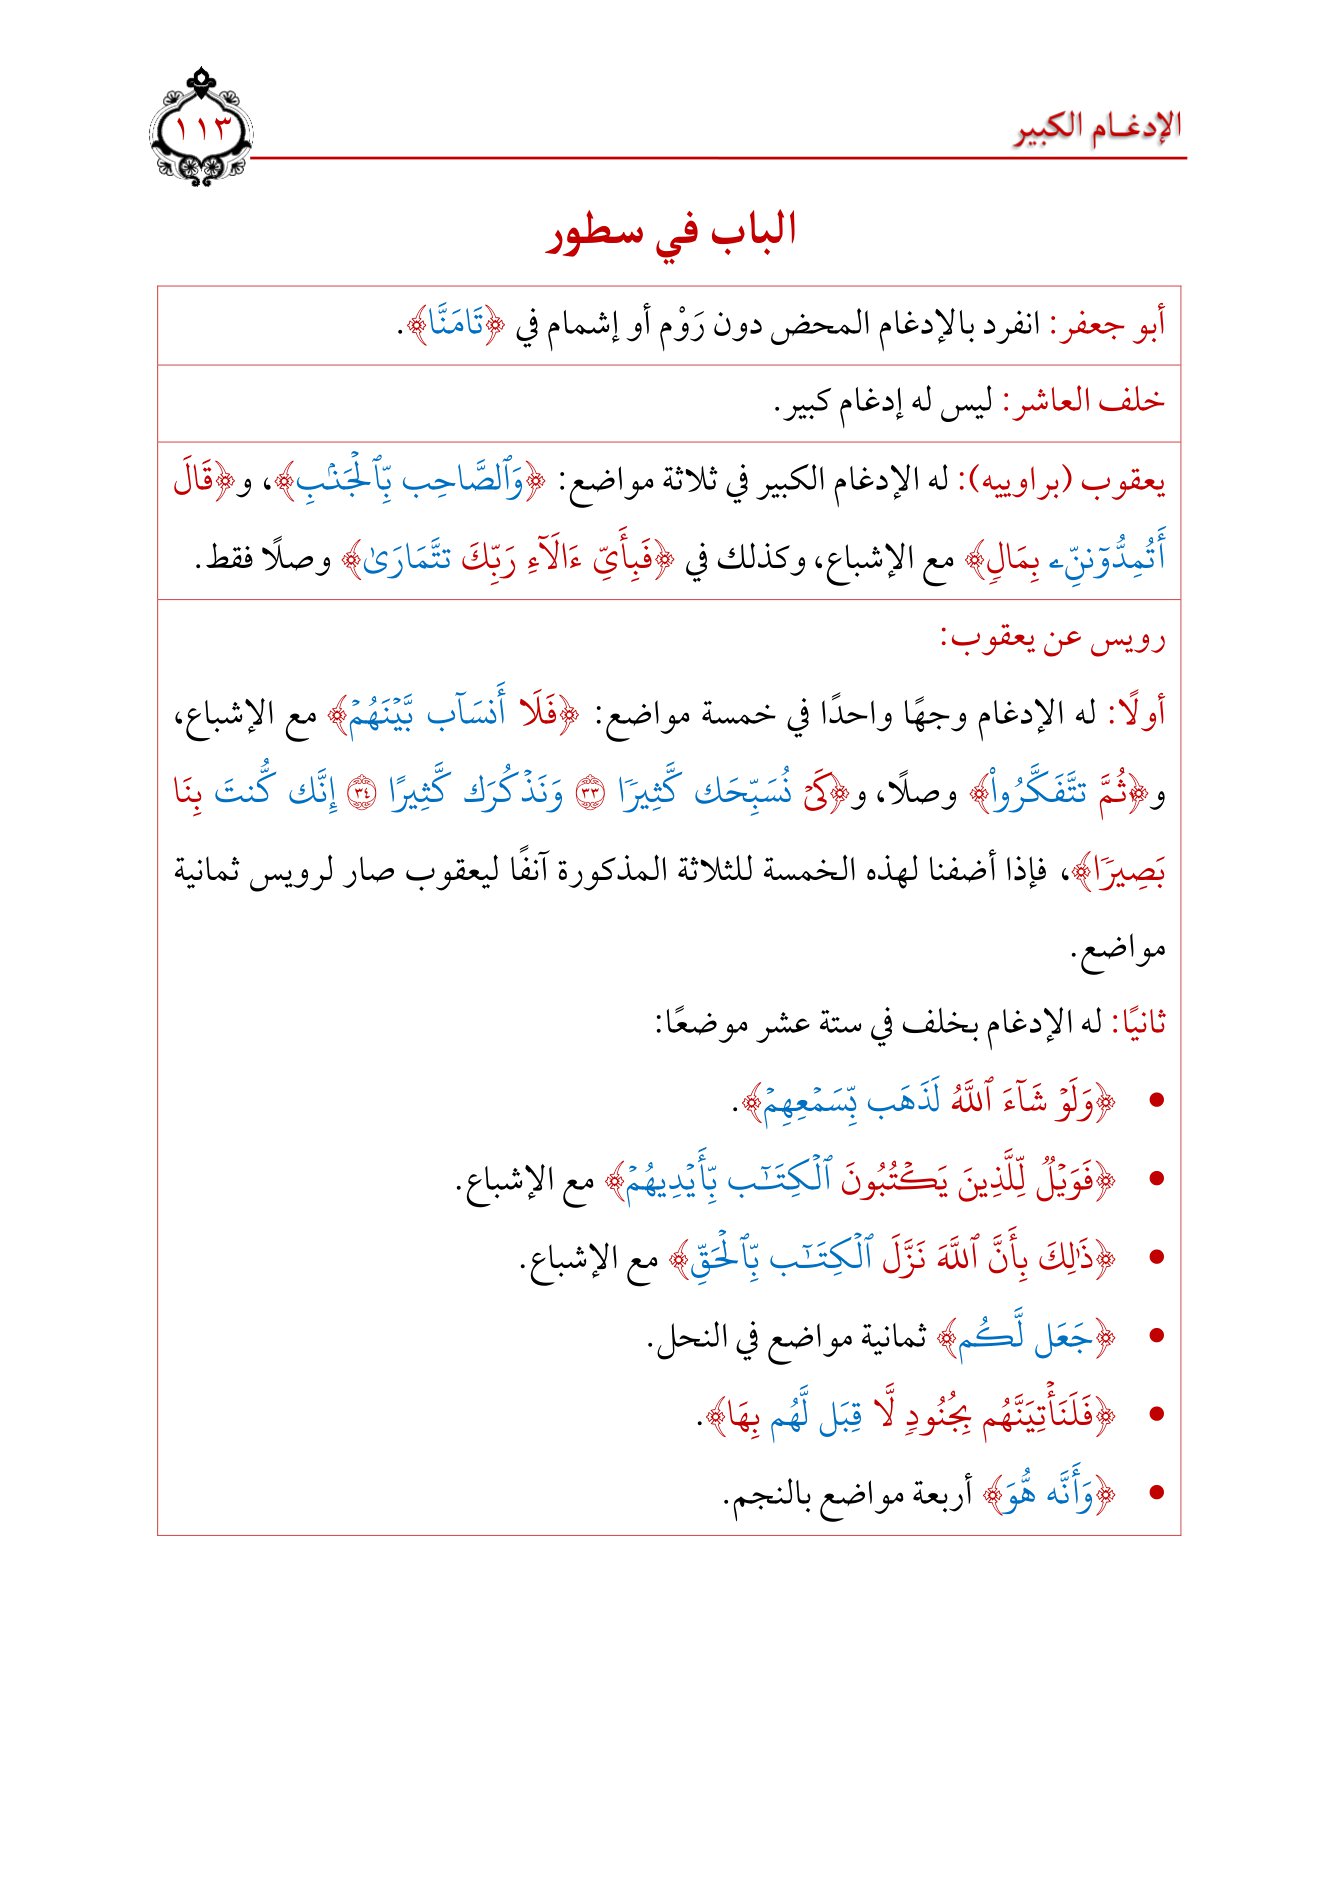 الإدغام الكبير
١١٣
الباب في سطور
أبو جعفر: انفرد بالإدغام المحض دون رَوْم أو إشمام في ﴿تَامَنَّا﴾.
خلف العاشر: ليس له إدغام كبير.
يعقوب (براوييه): له الإدغام الكبير في ثلاثة مواضع: ﴿وَٱلصَّاحِب بِّٱلۡجَنۢبِ﴾، و﴿قَالَ
أَتُمِدُّوٓنِّۦ بِمَالٖ﴾ مع الإشباع، وكذلك في ﴿فَبِأَيِّ ءَالَآءِ رَبِّكَ تتَّمَارَىٰ﴾ وصلًا فقط.
رويس عن يعقوب:
أولًا: له الإدغام وجهًا واحدًا في خمسة مواضع: ﴿فَلَا أَنسَآب بَّيۡنَهُمۡ﴾ مع الإشباع،
و﴿ثُمَّ تتَّفَكَّرُواْ﴾ وصلًا، و﴿كَيۡ نُسَبِّحَك كَّثِيرٗا ٣٣ وَنَذۡكُرَك كَّثِيرًا ٣٤ إِنَّك كُّنتَ بِنَا
بَصِيرٗا﴾، فإذا أضفنا لهذه الخمسة للثلاثة المذكورة آنفًا ليعقوب صار لرويس ثمانية
مواضع.
ثانيًا: له الإدغام بخلف في ستة عشر موضعًا:
• ﴿وَلَوۡ شَآءَ ٱللَّهُ لَذَهَب بِّسَمۡعِهِمۡ﴾.
• ﴿فَوَيۡلٞ لِّلَّذِينَ يَكۡتُبُونَ ٱلۡكِتَٰٓب بِّأَيۡدِيهُمۡ﴾ مع الإشباع.
• ﴿ذَٰلِكَ بِأَنَّ ٱللَّهَ نَزَّلَ ٱلۡكِتَٰٓب بِّٱلۡحَقِّ﴾ مع الإشباع.
• ﴿جَعَل لَّكُم﴾ ثمانية مواضع في النحل.
• ﴿فَلَنَأۡتِيَنَّهُم بِجُنُودٖ لَّا قِبَل لَّهُم بِهَا﴾.
• ﴿وَأَنَّه هُّوَ﴾ أربعة مواضع بالنجم.